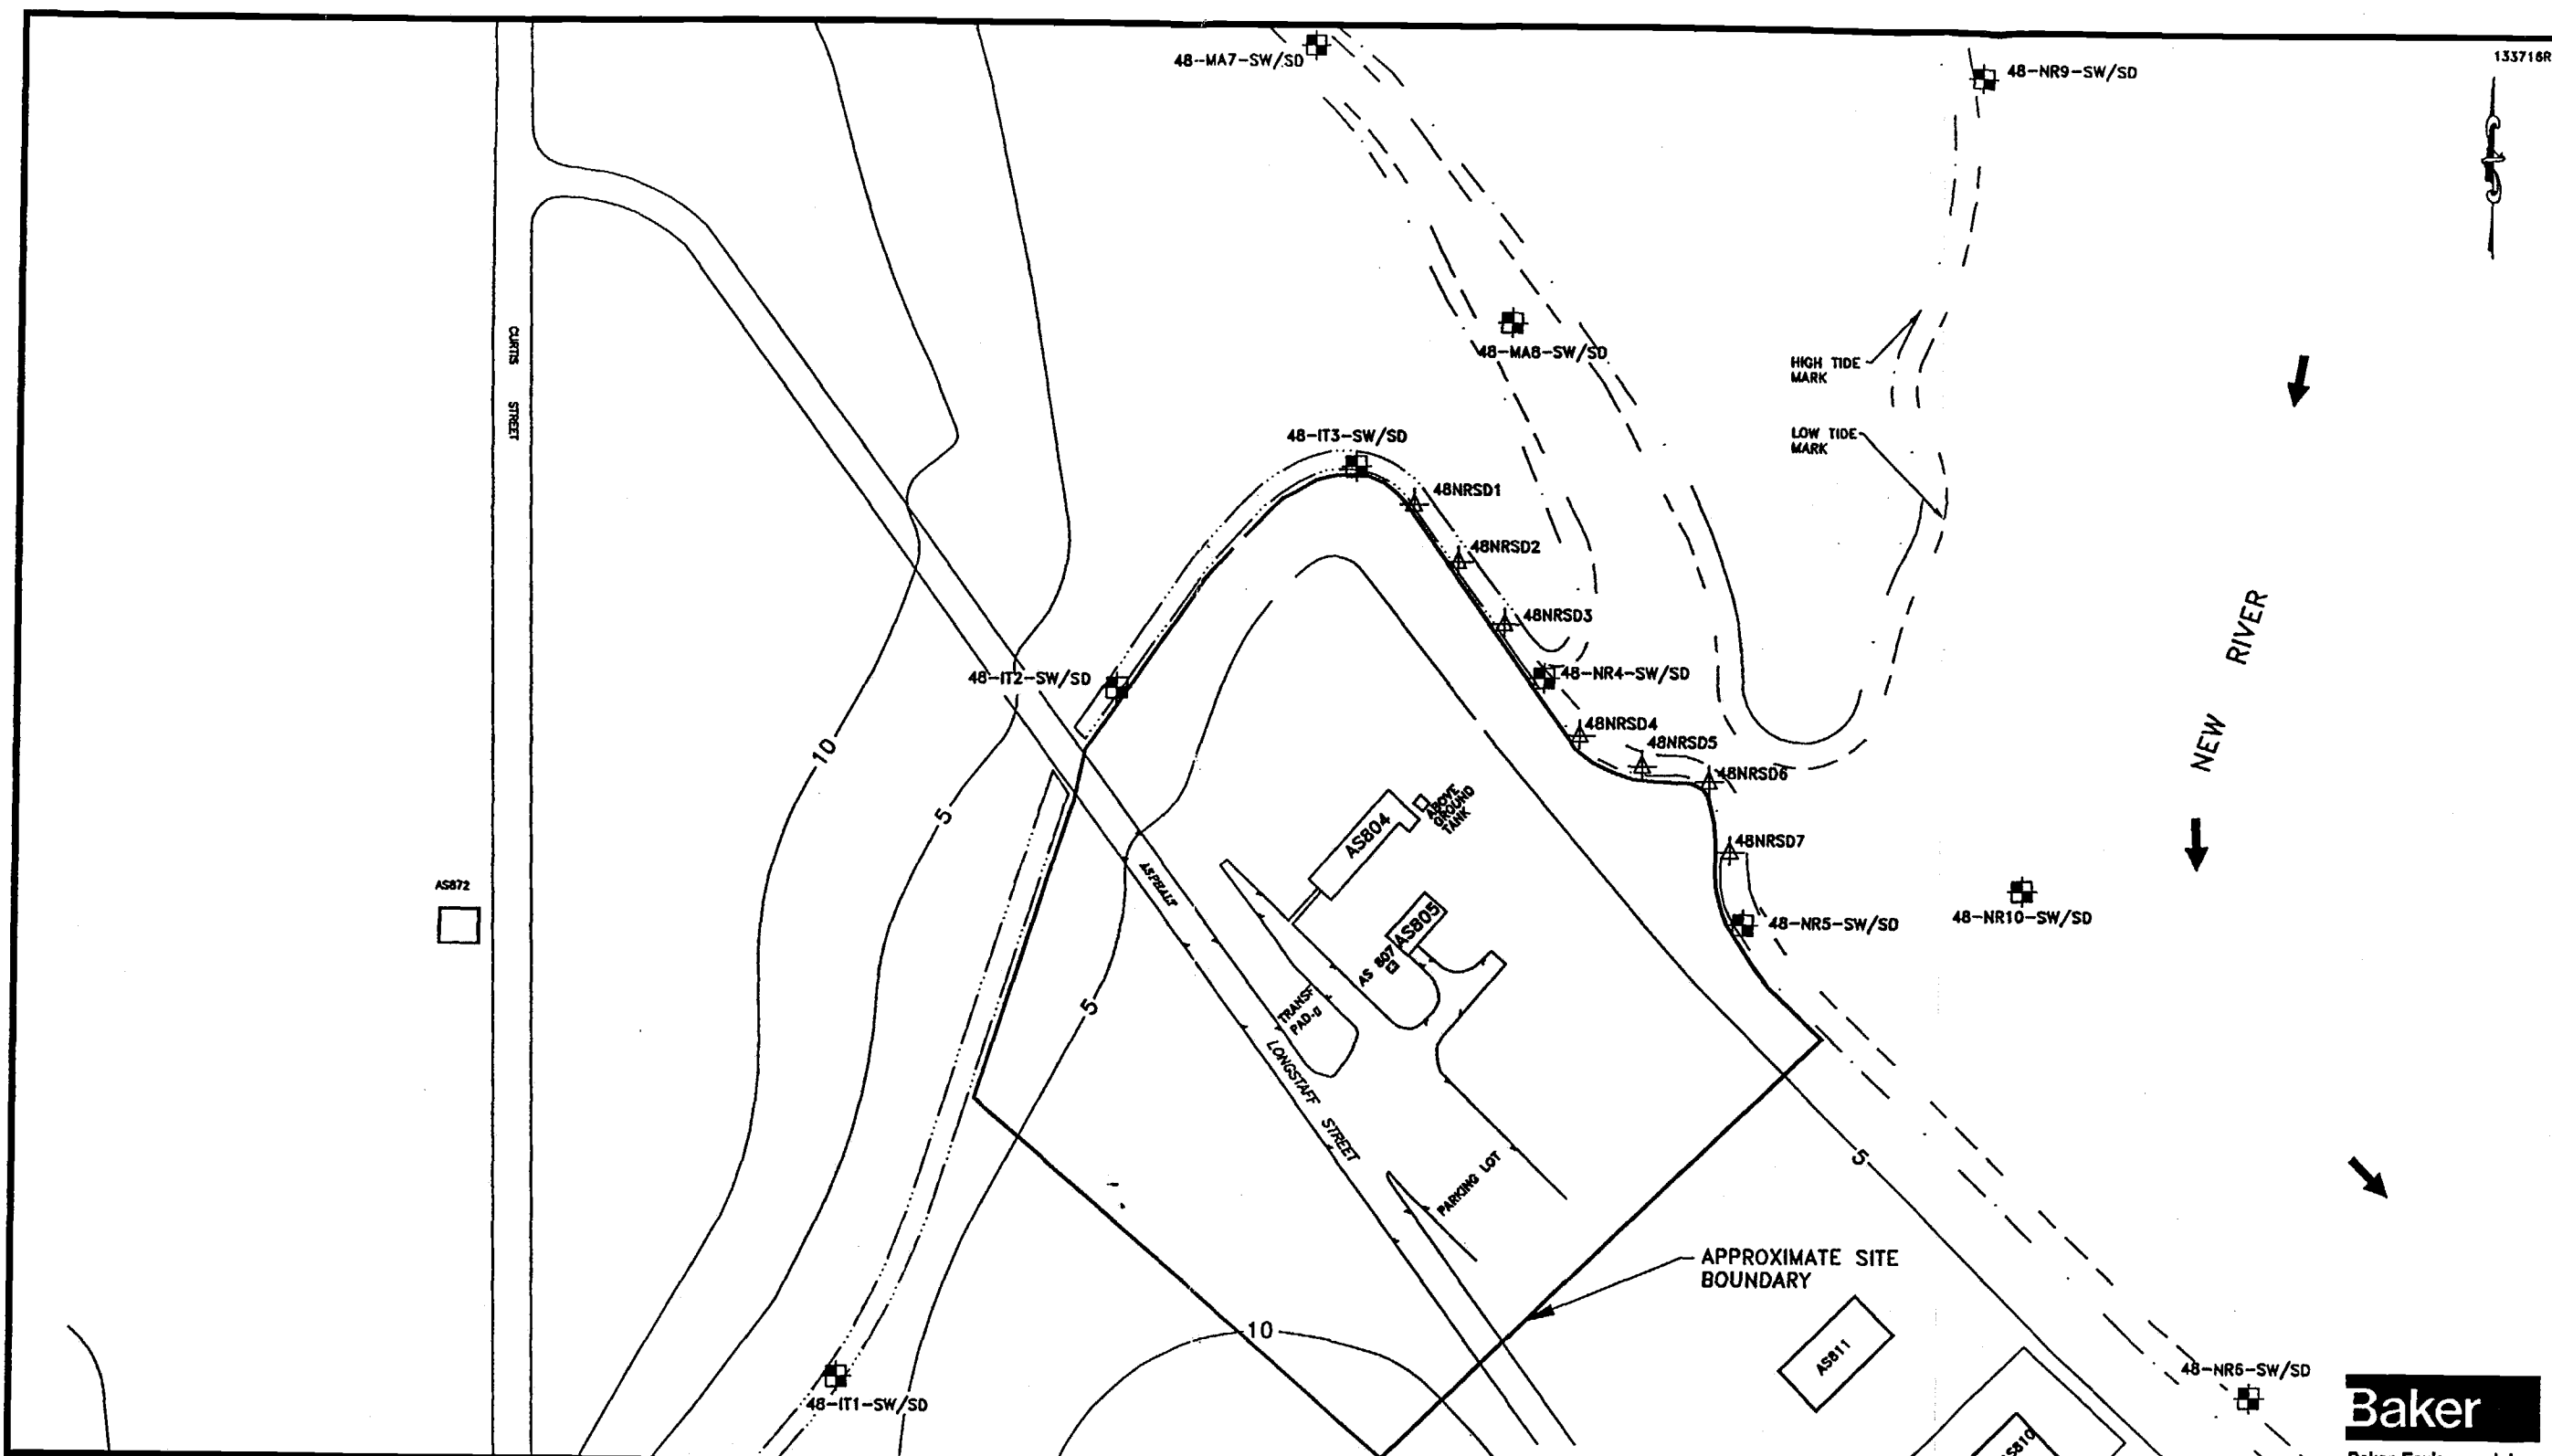 133716R
48-MA7-SW/SD
48-NR9-SW/SD
CURTIS STREET
48-MA8-SW/SD
HIGH TIDE
MARK
LOW TIDE
MARK
48-IT3-SW/SD
48NRSD1
48NRSD2
48NRSD3
48-IT2-SW/SD
48-NR4-SW/SD
48NRSD4
48NRSD5
48NRSD6
48NRSD7
NEW RIVER
10
5
AS804
ABOVE
GROUND
TANK
AS872
ASPHALT
AS805
AS 807
48-NR5-SW/SD
48-NR10-SW/SD
5
TRANSF
PAD
LONGSTAFF STREET
PARKING LOT
5
APPROXIMATE SITE
BOUNDARY
10
AS811
48-IT1-SW/SD
48-NR6-SW/SD
Baker